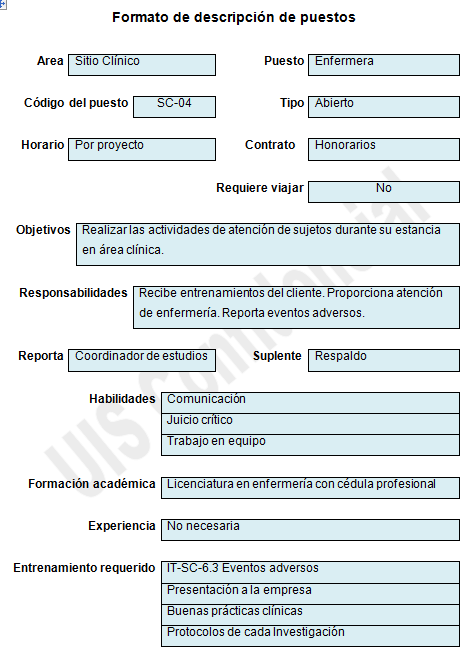 Formato de descripción de puestos
Area Sitio Clínico Puesto Enfermera
Código del puesto SC-04 Tipo Abierto
Horario Por proyecto Contrato Honorarios
Requiere viajar No
Objetivos Realizar las actividades de atención de sujetos durante su estancia
en área clínica.
Responsabilidades Recibe entrenamientos del cliente. Proporciona atención
de enfermería. Reporta eventos adversos.
Reporta Coordinador de estudios Suplente Respaldo
Habilidades Comunicación
Juicio crítico
Trabajo en equipo
Formación académica Licenciatura en enfermería con cédula profesional
Experiencia No necesaria
Entrenamiento requerido IT-SC-6.3 Eventos adversos
Presentación a la empresa
Buenas prácticas clínicas
Protocolos de cada Investigación
UIS Confidencial